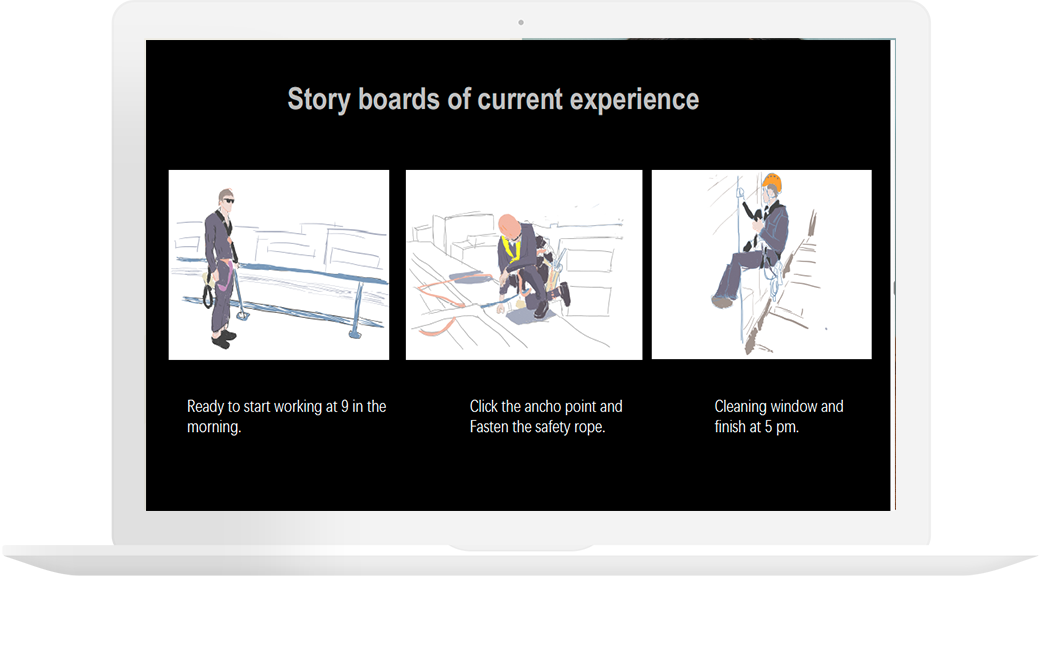 Story boards of current experience
Ready to start working at 9 in the
morning.
Click the ancho point and
Fasten the safety rope.
Cleaning window and
finish at 5 pm.